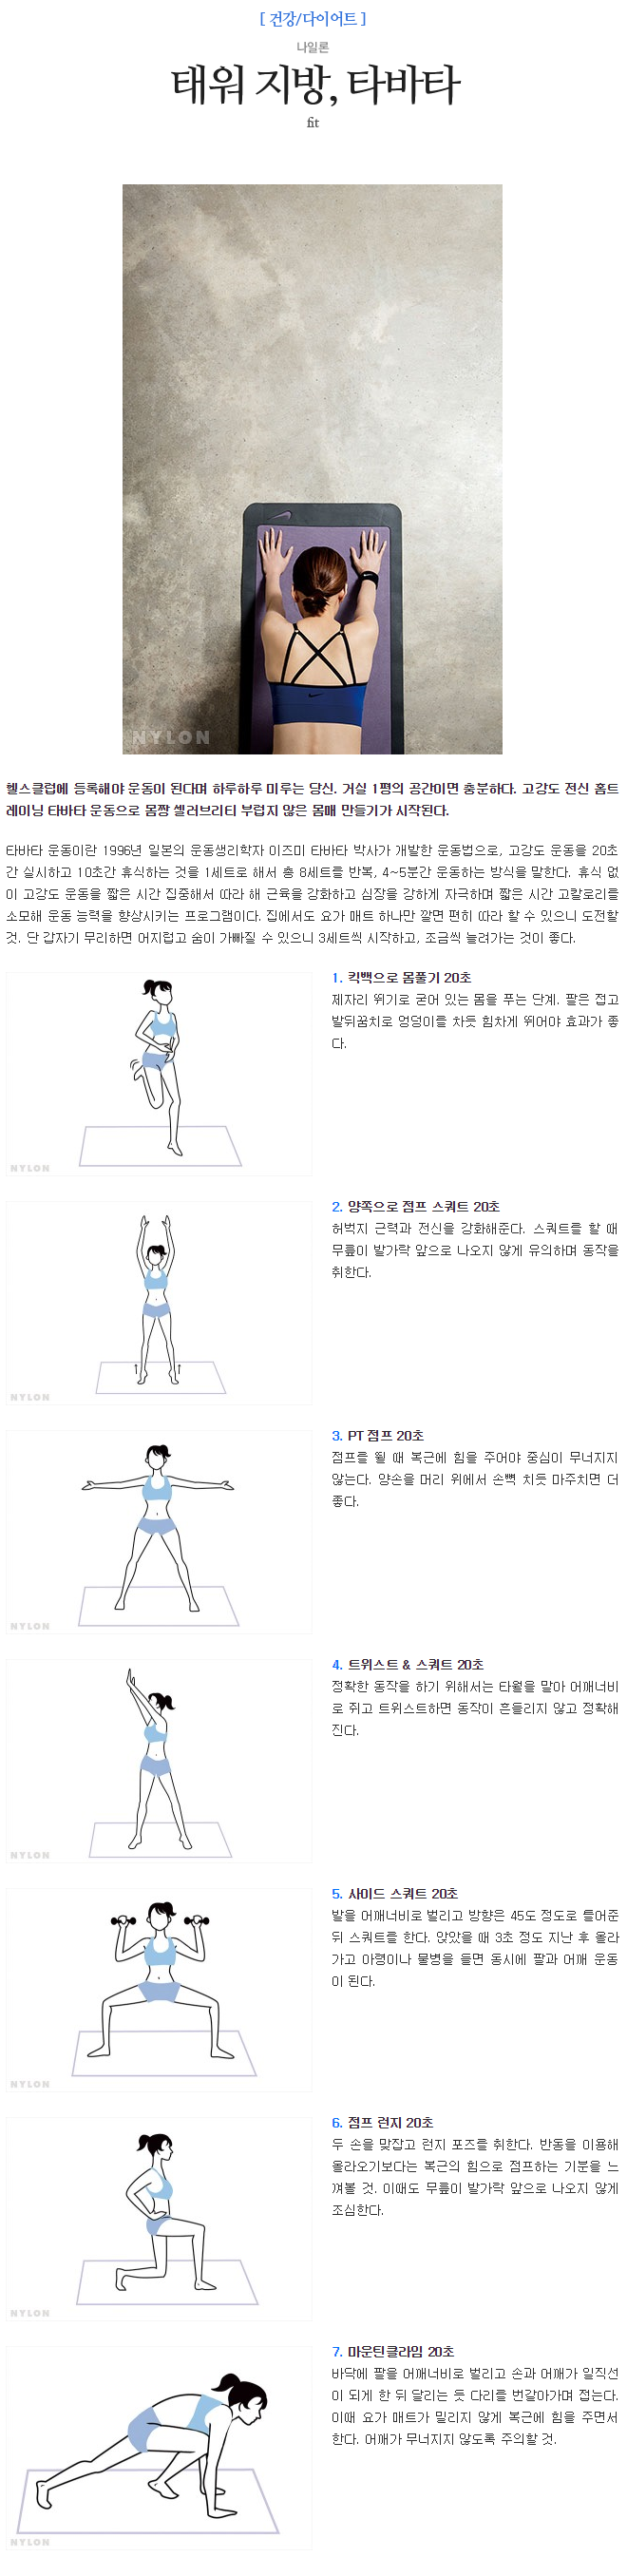 [ 건강/다이어트 ]
나일론
태워 지방, 타바타
fit
NYLON
헬스클럽에 등록해야 운동이 된다며 하루하루 미루는 당신. 거실 1평의 공간이면 충분하다. 고강도 전신 홈트
레이닝 타바타 운동으로 몸짱 셀러브리티 부럽지 않은 몸매 만들기가 시작된다.
타바타 운동이란 1996년 일본의 운동생리학자 이즈미 타바타 박사가 개발한 운동법으로, 고강도 운동을 20초
간 실시하고 10초간 휴식하는 것을 1세트로 해서 총 8세트를 반복, 4~5분간 운동하는 방식을 말한다. 휴식 없
이 고강도 운동을 짧은 시간 집중해서 따라 해 근육을 강화하고 심장을 강하게 자극하며 짧은 시간 고칼로리를
소모해 운동 능력을 향상시키는 프로그램이다. 집에서도 요가 매트 하나만 깔면 편히 따라 할 수 있으니 도전할
것. 단 갑자기 무리하면 어지럽고 숨이 가빠질 수 있으니 3세트씩 시작하고, 조금씩 늘려가는 것이 좋다.
1. 킥백으로 몸풀기 20초
제자리 뛰기로 굳어 있는 몸을 푸는 단계. 팔은 접고
발뒤꿈치로 엉덩이를 차듯 힘차게 뛰어야 효과가 좋
다.
NYLON
2. 양쪽으로 점프 스쿼트 20초
허벅지 근력과 전신을 강화해준다. 스쿼트를 할 때
무릎이 발가락 앞으로 나오지 않게 유의하며 동작을
취한다.
NYLON
3. PT 점프 20초
점프를 뛸 때 복근에 힘을 주어야 중심이 무너지지
않는다. 양손을 머리 위에서 손뼉 치듯 마주치면 더
좋다.
NYLON
4. 트위스트 & 스쿼트 20초
정확한 동작을 하기 위해서는 타월을 말아 어깨너비
로 쥐고 트위스트하면 동작이 흔들리지 않고 정확해
진다.
NYLON
5. 사이드 스쿼트 20초
발을 어깨너비로 벌리고 방향은 45도 정도로 틀어준
뒤 스쿼트를 한다. 앉았을 때 3초 정도 지난 후 올라
가고 아령이나 물병을 들면 동시에 팔과 어깨 운동
이 된다.
NYLON
6. 점프 런지 20초
두 손을 맞잡고 런지 포즈를 취한다. 반동을 이용해
올라오기보다는 복근의 힘으로 점프하는 기분을 느
껴볼 것. 이때도 무릎이 발가락 앞으로 나오지 않게
조심한다.
NYLON
7. 마운틴클라임 20초
바닥에 팔을 어깨너비로 벌리고 손과 어깨가 일직선
이 되게 한 뒤 달리는 듯 다리를 번갈아가며 접는다.
이때 요가 매트가 밀리지 않게 복근에 힘을 주면서
한다. 어깨가 무너지지 않도록 주의할 것.
NYLON